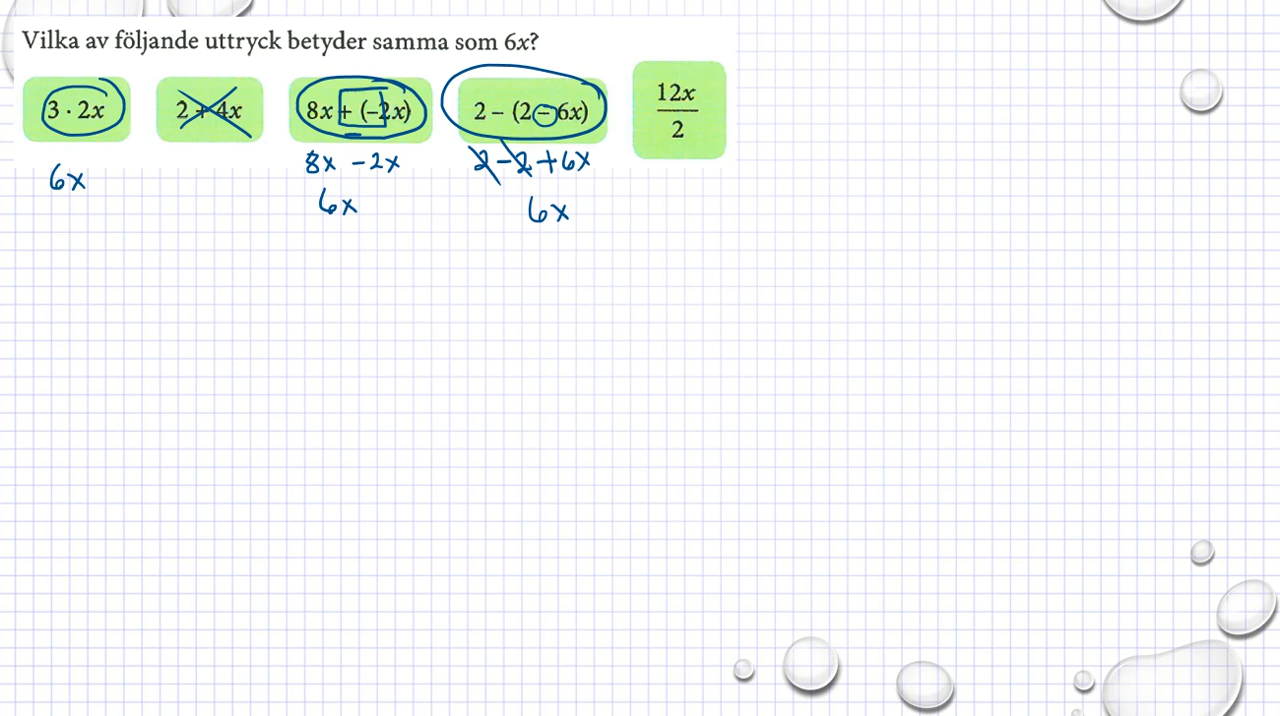 Vilka av följande uttryck betyder samma som 6x?
3 · 2x
2 + 4x
8x + (−2x)
2 − (2 − 6x)
12x
2
6x
8x − 2x
6x
2 − 2 + 6x
6x